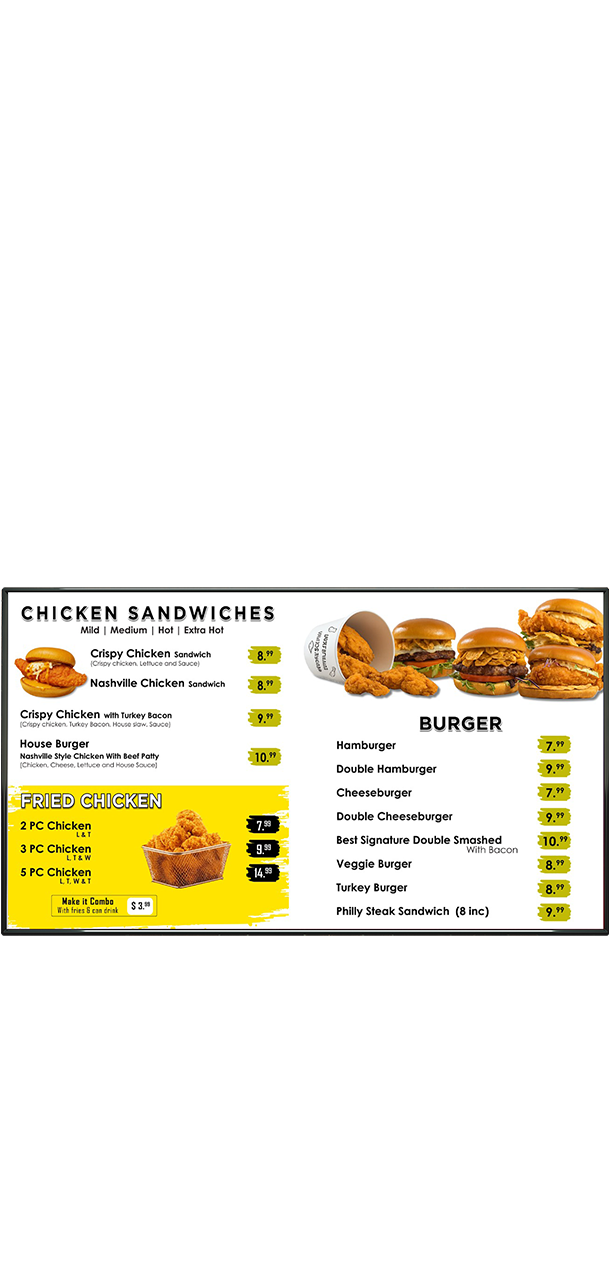 CHICKEN SANDWICHES
Mild | Medium | Hot | Extra Hot
Crispy Chicken Sandwich 8.99
(Crispy chicken, Lettuce and Sauce)
Nashville Chicken Sandwich 8.99
Crispy Chicken with Turkey Bacon 9.99
(Crispy chicken, Turkey Bacon, House slaw, Sauce)
House Burger
Nashville Style Chicken With Beef Patty 10.99
(Chicken, Cheese, Lettuce and House Sauce)
FRIED CHICKEN
2 PC Chicken 7.99
L & T
3 PC Chicken 9.99
L, T & W
5 PC Chicken 14.99
L, T, W & T
Make it Combo
With fries & can drink $ 3.99
BURGER
Hamburger 7.99
Double Hamburger 9.99
Cheeseburger 7.99
Double Cheeseburger 9.99
Best Signature Double Smashed 10.99
With Bacon
Veggie Burger 8.99
Turkey Burger 8.99
Philly Steak Sandwich (8 inc) 9.99